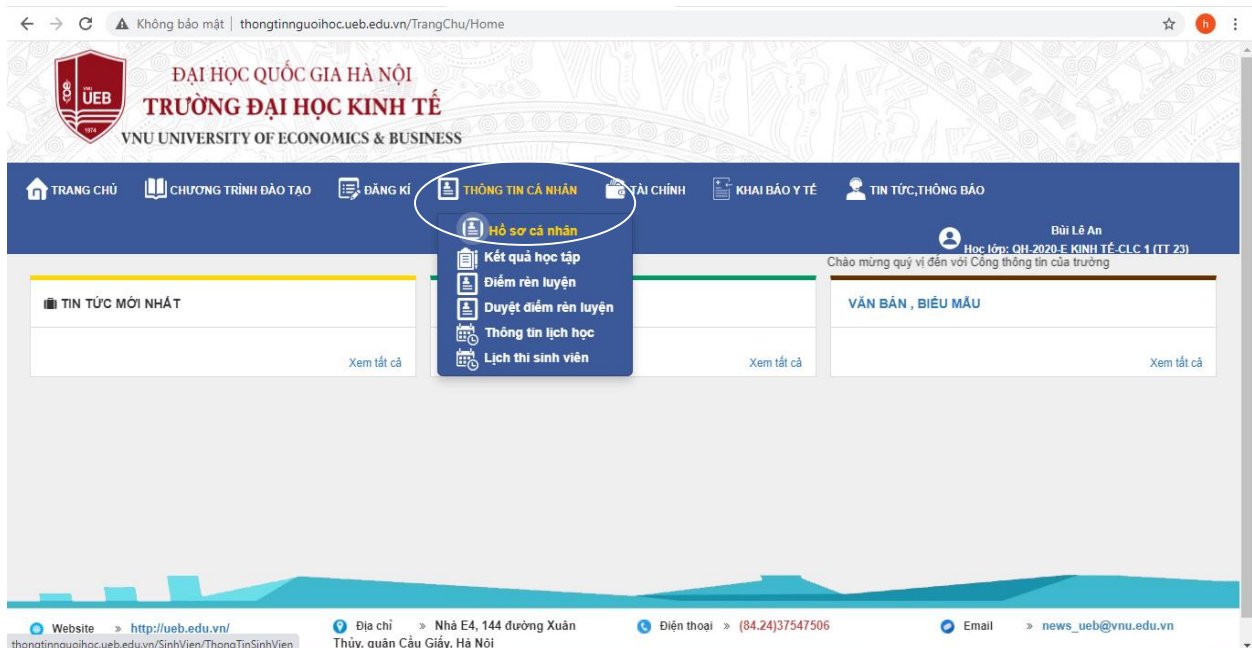 Không bảo mật | thongtinnguoihoc.ueb.edu.vn/TrangChu/Home
h
VNU
UEB
1974
ĐẠI HỌC QUỐC GIA HÀ NỘI
TRƯỜNG ĐẠI HỌC KINH TẾ
VNU UNIVERSITY OF ECONOMICS & BUSINESS
TRANG CHỦ CHƯƠNG TRÌNH ĐÀO TẠO ĐĂNG KÍ THÔNG TIN CÁ NHÂN TÀI CHÍNH KHAI BÁO Y TẾ TIN TỨC,THÔNG BÁO
Hồ sơ cá nhân
Kết quả học tập
Điểm rèn luyện
Duyệt điểm rèn luyện
Thông tin lịch học
Lịch thi sinh viên
Bùi Lê An
Học lớp: QH-2020-E KINH TẾ-CLC 1 (TT 23)
Chào mừng quý vị đến với Cổng thông tin của trường
TIN TỨC MỚI NHẤT
Xem tất cả
Xem tất cả
VĂN BẢN , BIỂU MẪU
Xem tất cả
Website » http://ueb.edu.vn/
Địa chỉ » Nhà E4, 144 đường Xuân
Thủy, quận Cầu Giấy, Hà Nội
Điện thoại » (84.24)37547506
Email » news_ueb@vnu.edu.vn
thongtinnguoihoc.ueb.edu.vn/SinhVien/ThongTinSinhVien